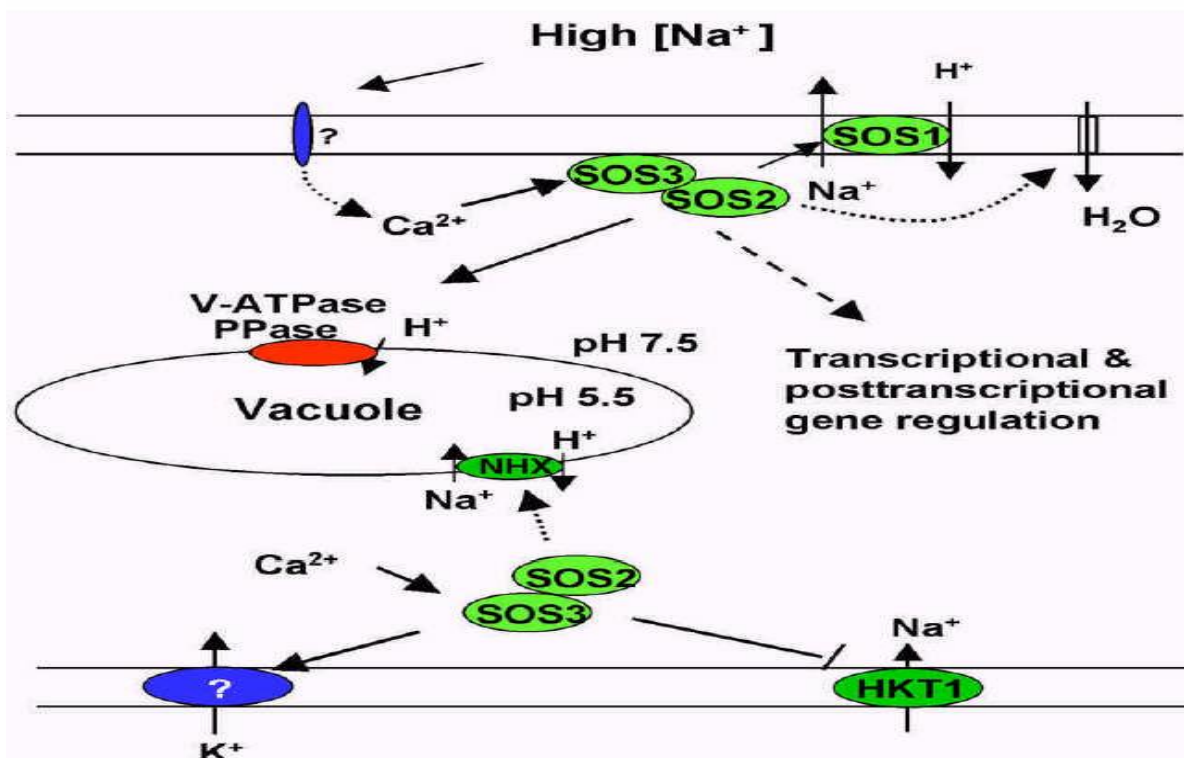 High [Na⁺]
H⁺
?
SOS1
SOS3
SOS2
Na⁺
Ca²⁺
H₂O
V-ATPase
PPase
H⁺
pH 7.5
Transcriptional &
posttranscriptional
gene regulation
Vacuole
pH 5.5
H⁺
NHX
Na⁺
Ca²⁺
SOS2
SOS3
Na⁺
?
HKT1
K⁺